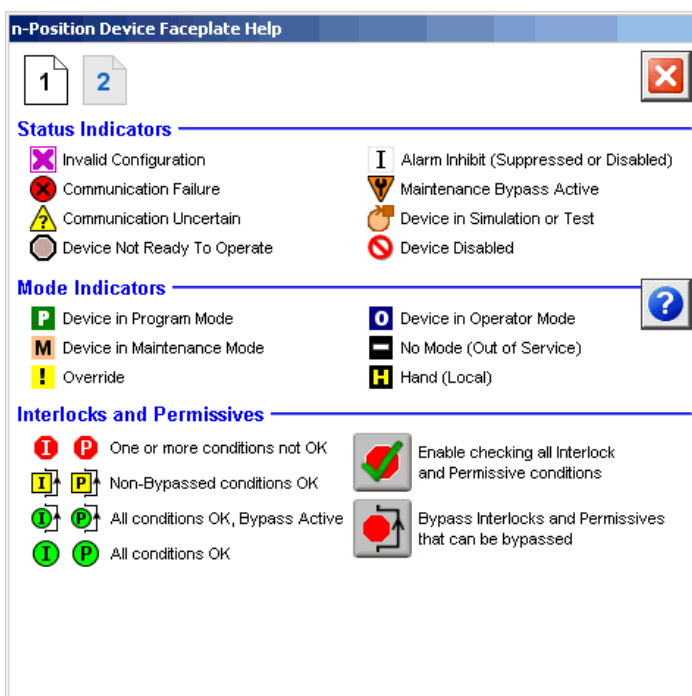 n-Position Device Faceplate Help
1 2
Status Indicators
Invalid Configuration
I Alarm Inhibit (Suppressed or Disabled)
Communication Failure
Maintenance Bypass Active
? Communication Uncertain
Device in Simulation or Test
Device Not Ready To Operate
Device Disabled
Mode Indicators
?
P Device in Program Mode
O Device in Operator Mode
M Device in Maintenance Mode
No Mode (Out of Service)
! Override
H Hand (Local)
Interlocks and Permissives
I P One or more conditions not OK
I P Non-Bypassed conditions OK
I P All conditions OK, Bypass Active
I P All conditions OK
Enable checking all Interlock
and Permissive conditions
Bypass Interlocks and Permissives
that can be bypassed